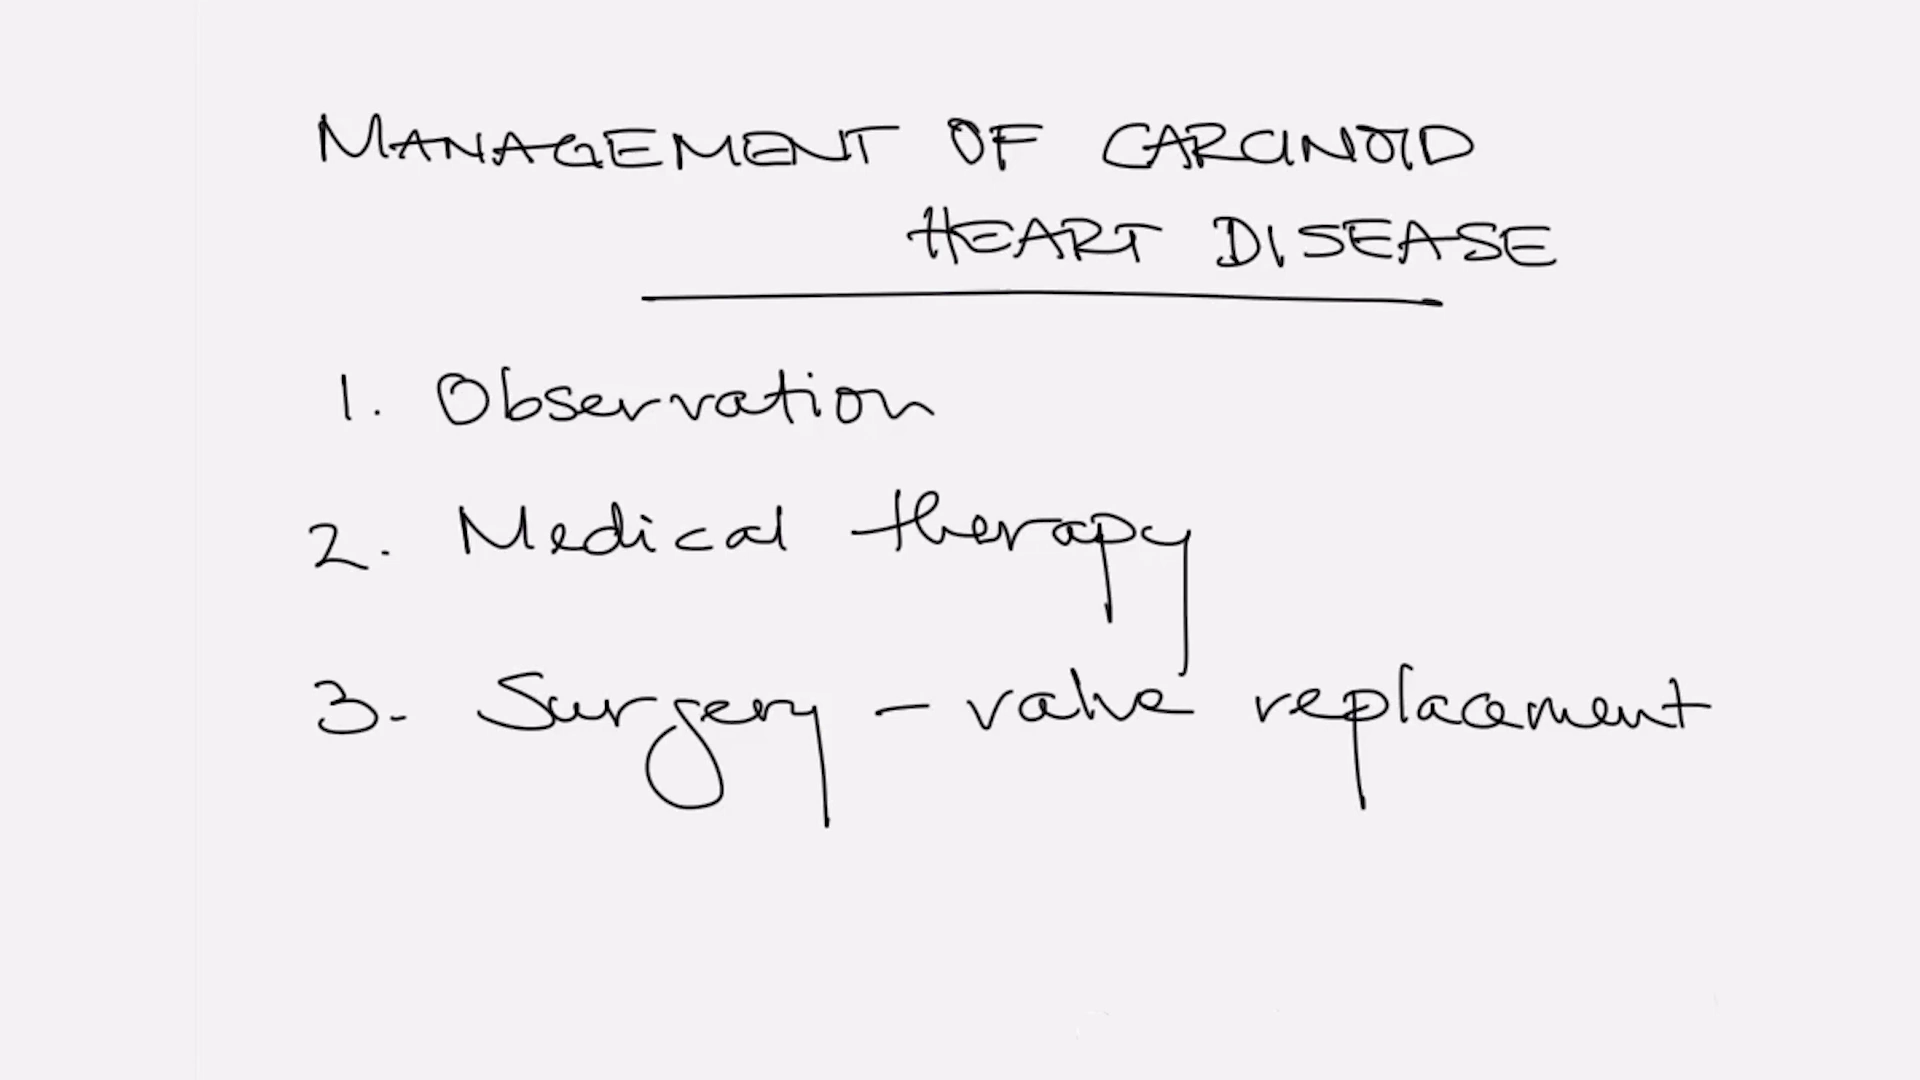 MANAGEMENT OF CARCINOID
HEART DISEASE
1. Observation
2. Medical therapy
3. Surgery - valve replacement